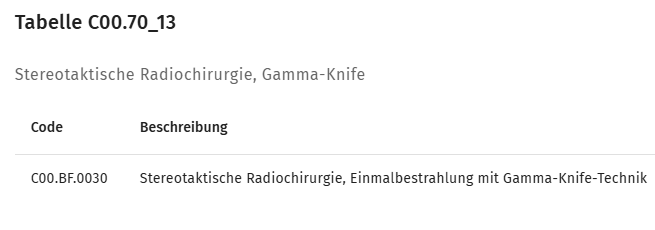 Tabelle C00.70_13
Stereotaktische Radiochirurgie, Gamma-Knife
Code Beschreibung
C00.BF.0030 Stereotaktische Radiochirurgie, Einmalbestrahlung mit Gamma-Knife-Technik